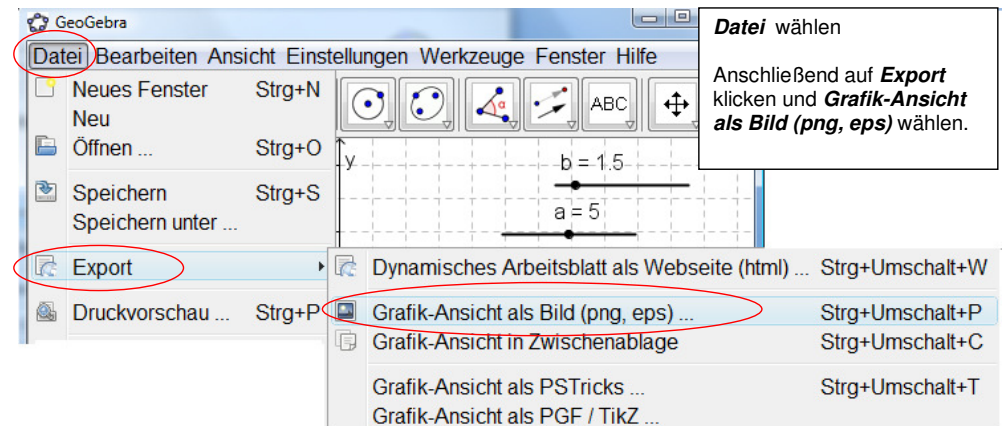 GeoGebra
Datei Bearbeiten Ansicht Einstellungen Werkzeuge Fenster Hilfe
Neues Fenster Strg+N
Neu
Öffnen ... Strg+O
Speichern Strg+S
Speichern unter ...
Export
Druckvorschau ... Strg+P
ABC
α
y
b = 1.5
a = 5
Dynamisches Arbeitsblatt als Webseite (html) ... Strg+Umschalt+W
Grafik-Ansicht als Bild (png, eps) ... Strg+Umschalt+P
Grafik-Ansicht in Zwischenablage Strg+Umschalt+C
Grafik-Ansicht als PSTricks ... Strg+Umschalt+T
Grafik-Ansicht als PGF / TikZ ...
Datei wählen
Anschließend auf Export
klicken und Grafik-Ansicht
als Bild (png, eps) wählen.